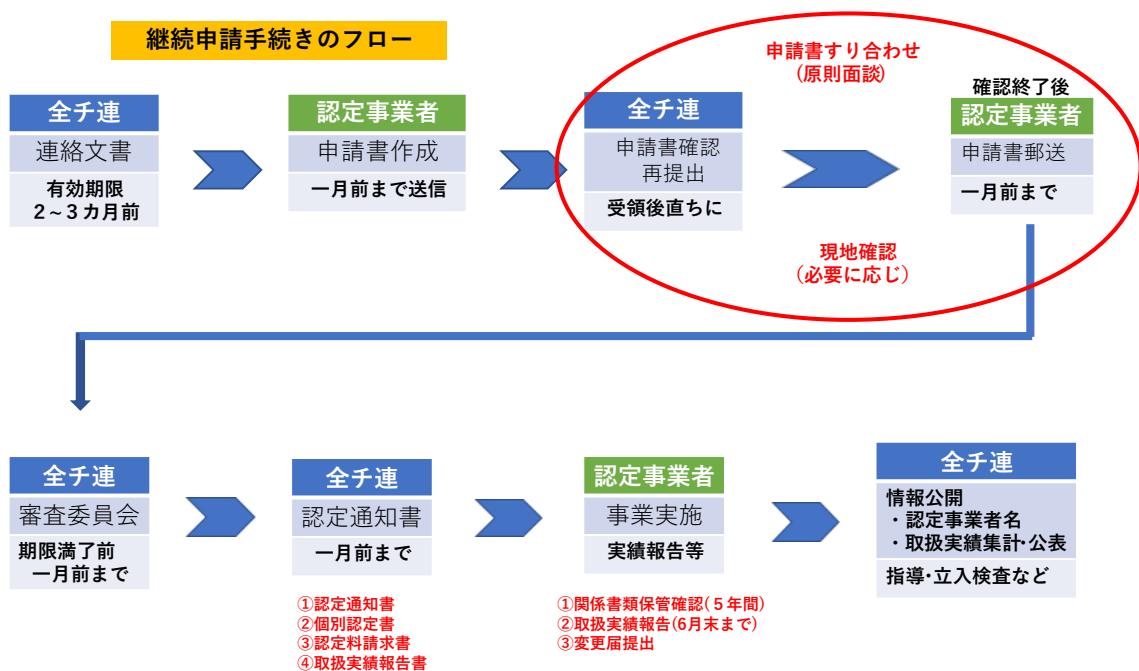 継続申請手続きのフロー
全チ連
連絡文書
有効期限
2~3カ月前
認定事業者
申請書作成
一月前まで送信
全チ連
申請書確認
再提出
受領後直ちに
申請書すり合わせ
(原則面談)
現地確認
(必要に応じ)
確認終了後
認定事業者
申請書郵送
一月前まで
全チ連
審査委員会
期限満了前
一月前まで
全チ連
認定通知書
一月前まで
①認定通知書
②個別認定書
③認定料請求書
④取扱実績報告書
認定事業者
事業実施
実績報告等
①関係書類保管確認(5年間)
②取扱実績報告(6月末まで)
③変更届提出
全チ連
情報公開
・認定事業者名
・取扱実績集計・公表
指導・立入検査など